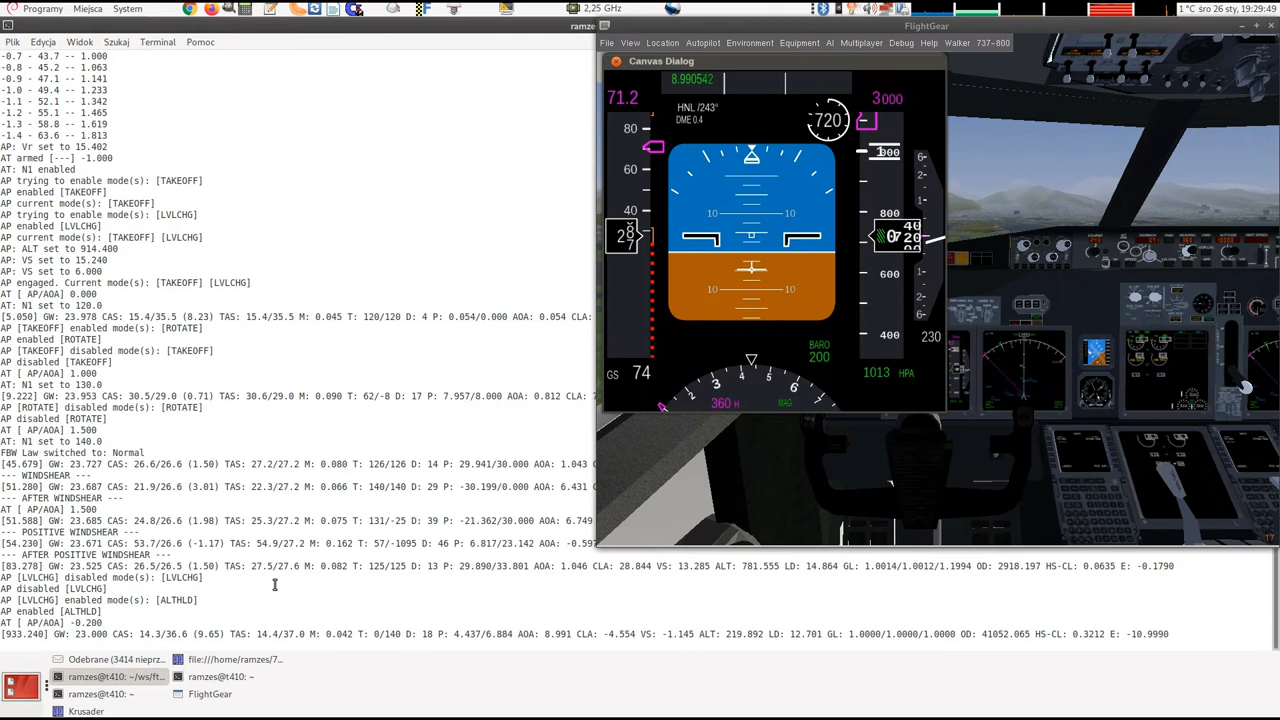 Programy Miejsca System
2,25 GHz
1 °C śro 26 sty, 19:29:49
ramze
Plik Edycja Widok Szukaj Terminal Pomoc
-0.7 - 43.7 -- 1.000
-0.8 - 45.2 -- 1.063
-0.9 - 47.1 -- 1.141
-1.0 - 49.4 -- 1.233
-1.1 - 52.1 -- 1.342
-1.2 - 55.1 -- 1.465
-1.3 - 58.8 -- 1.619
-1.4 - 63.6 -- 1.813
AP: Vr set to 15.402
AT armed [---] -1.000
AT: N1 enabled
AP trying to enable mode(s): [TAKEOFF]
AP enabled [TAKEOFF]
AP current mode(s): [TAKEOFF]
AP trying to enable mode(s): [LVLCHG]
AP enabled [LVLCHG]
AP current mode(s): [TAKEOFF] [LVLCHG]
AP: ALT set to 914.400
AP: VS set to 15.240
AP: VS set to 6.000
AP engaged. Current mode(s): [TAKEOFF] [LVLCHG]
AT [ AP/AOA] 0.000
AT: N1 set to 120.0
[5.050] GW: 23.978 CAS: 15.4/35.5 (8.23) TAS: 15.4/35.5 M: 0.045 T: 120/120 D: 4 P: 0.054/0.000 AOA: 0.054 CLA:
AP [TAKEOFF] enabled mode(s): [ROTATE]
AP enabled [ROTATE]
AP [TAKEOFF] disabled mode(s): [TAKEOFF]
AP disabled [TAKEOFF]
AT [ AP/AOA] 1.000
AT: N1 set to 130.0
[9.222] GW: 23.953 CAS: 30.5/29.0 (0.71) TAS: 30.6/29.0 M: 0.090 T: 62/-8 D: 17 P: 7.957/8.000 AOA: 0.812 CLA:
AP [ROTATE] disabled mode(s): [ROTATE]
AP disabled [ROTATE]
AT [ AP/AOA] 1.500
AT: N1 set to 140.0
FBW Law switched to: Normal
[45.679] GW: 23.727 CAS: 26.6/26.6 (1.50) TAS: 27.2/27.2 M: 0.080 T: 126/126 D: 14 P: 29.941/30.000 AOA: 1.043 C
--- WINDSHEAR ---
[51.280] GW: 23.687 CAS: 21.9/26.6 (3.01) TAS: 22.3/27.2 M: 0.066 T: 140/140 D: 29 P: -30.199/30.000 AOA: 6.431 C
--- AFTER WINDSHEAR ---
AT [ AP/AOA] 1.500
[51.588] GW: 23.685 CAS: 24.8/26.6 (1.98) TAS: 25.3/27.2 M: 0.075 T: 131/-25 D: 39 P: -21.362/30.000 AOA: 6.749
--- POSITIVE WINDSHEAR ---
[54.230] GW: 23.671 CAS: 53.7/26.6 (-1.17) TAS: 54.9/27.2 M: 0.162 T: 57/-1095 D: 46 P: 6.817/23.142 AOA: -0.597
--- AFTER POSITIVE WINDSHEAR ---
[83.278] GW: 23.525 CAS: 26.5/26.5 (1.50) TAS: 27.5/27.6 M: 0.082 T: 125/125 D: 13 P: 29.890/33.801 AOA: 1.046 CLA: 28.844 VS: 13.285 ALT: 781.555 LD: 14.864 GL: 1.0014/1.0012/1.1994 OD: 2918.197 HS-CL: 0.0635 E: -0.1790
AP [LVLCHG] disabled mode(s): [LVLCHG]
AP disabled [LVLCHG]
AP [LVLCHG] enabled mode(s): [ALTHLD]
AP enabled [ALTHLD]
AT [ AP/AOA] -0.200
[933.240] GW: 23.000 CAS: 14.3/36.6 (9.65) TAS: 14.4/37.0 M: 0.042 T: 0/140 D: 18 P: 4.437/6.884 AOA: 8.991 CLA: -4.554 VS: -1.145 ALT: 219.892 LD: 12.701 GL: 1.0000/1.0000/1.0000 OD: 41052.065 HS-CL: 0.3212 E: -10.9990
FlightGear
File View Location Autopilot Environment Equipment AI Multiplayer Debug Help Walker 737-800
Canvas Dialog
8.990542
71.2
HNL /243°
DME 0.4
720
3000
80
60
40
10 10
10 10
800
600
400
6
2
1
1
2
6
230
BARO
200
1013 HPA
GS 74
2 3 4 5 6 7
360 H
MAG
Odebrane (3414 nieprz...
file:///home/ramzes/7...
ramzes@t410: ~/ws/ft...
ramzes@t410: ~
ramzes@t410: ~
FlightGear
Krusader